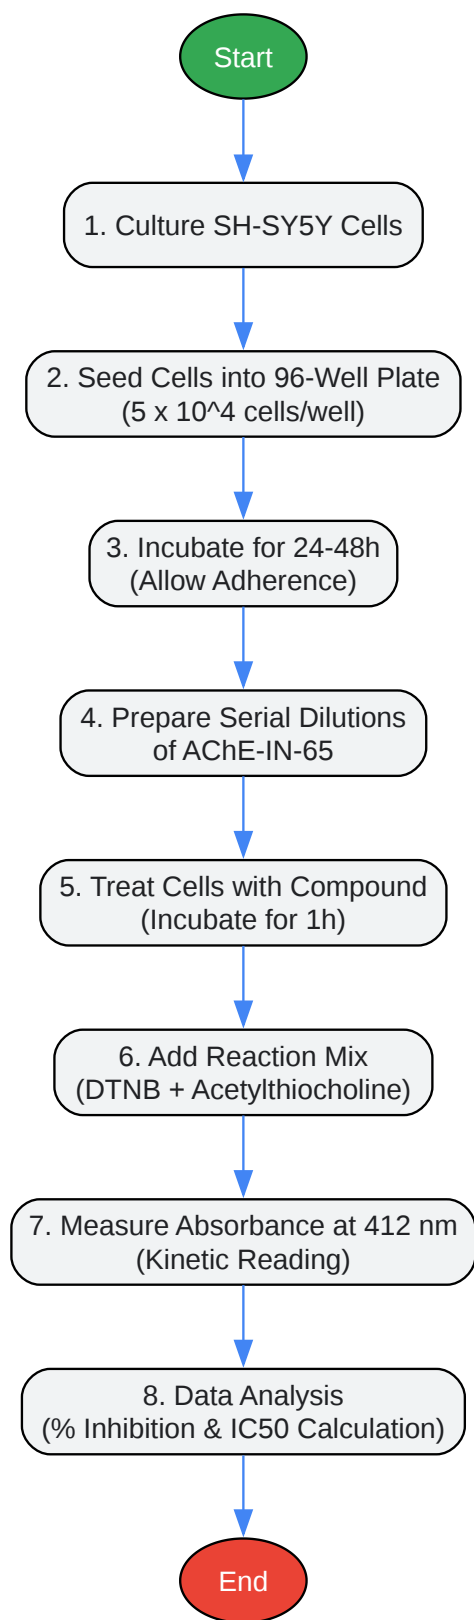 Start
1. Culture SH-SY5Y Cells
2. Seed Cells into 96-Well Plate
(5 x 10^4 cells/well)
3. Incubate for 24-48h
(Allow Adherence)
4. Prepare Serial Dilutions
of AChE-IN-65
5. Treat Cells with Compound
(Incubate for 1h)
6. Add Reaction Mix
(DTNB + Acetylthiocholine)
7. Measure Absorbance at 412 nm
(Kinetic Reading)
8. Data Analysis
(% Inhibition & IC50 Calculation)
End